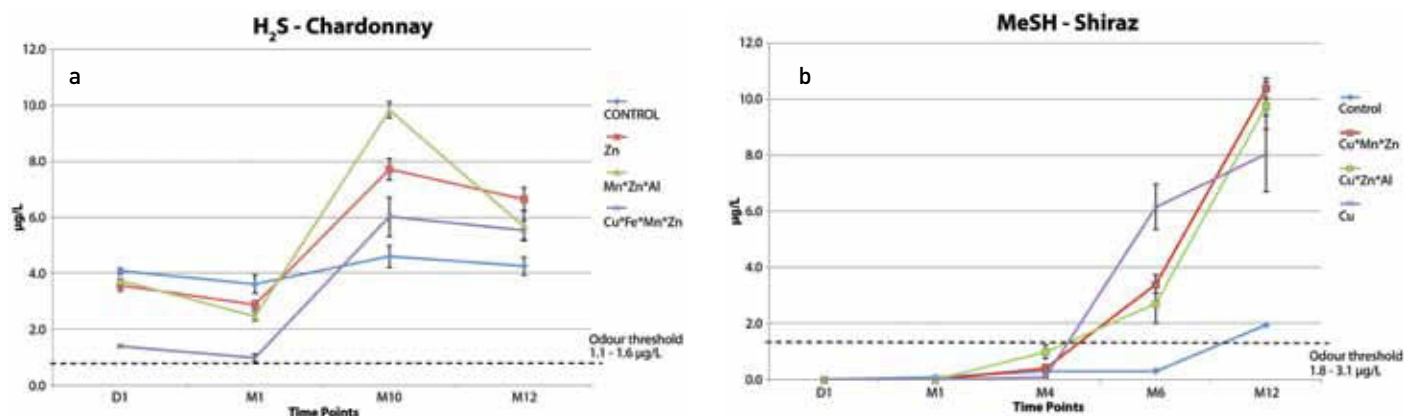 H₂S - Chardonnay
a
12.0
10.0
8.0
6.0
4.0
2.0
0.0
µg/L
D1
M1
M10
M12
Time Points
CONTROL
Zn
Mn*Zn*Al
Cu*Fe*Mn*Zn
Odour threshold
1.1 - 1.6 µg/L
MeSH - Shiraz
b
12.0
10.0
8.0
6.0
4.0
2.0
0.0
µg/L
D1
M1
M4
M6
M12
Time Points
Control
Cu*Mn*Zn
Cu*Zn*Al
Cu
Odour threshold
1.8 - 3.1 µg/L